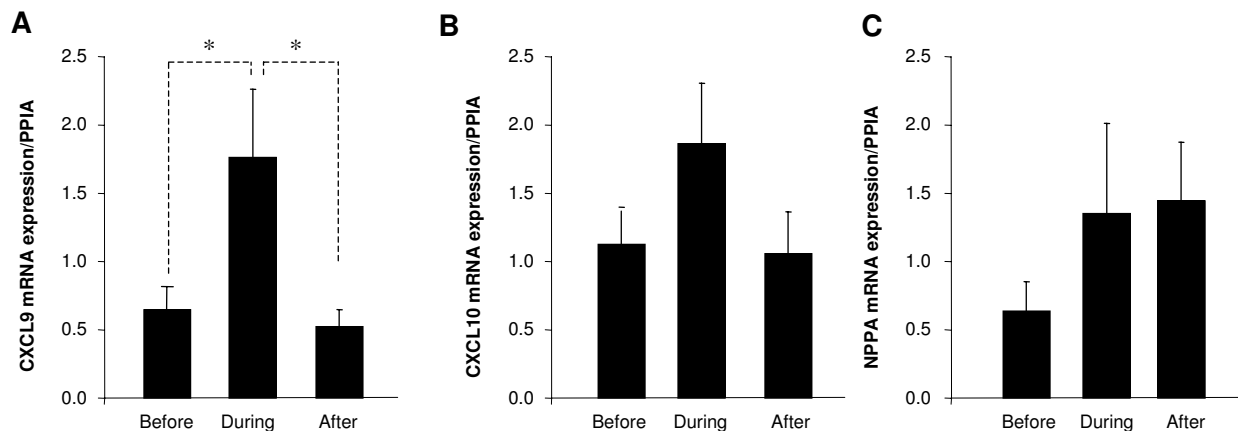 A
CXCL9 mRNA expression/PPIA
2.5
2.0
1.5
1.0
0.5
0.0
* *
Before During After
B
CXCL10 mRNA expression/PPIA
2.5
2.0
1.5
1.0
0.5
0.0
Before During After
C
NPPA mRNA expression/PPIA
2.5
2.0
1.5
1.0
0.5
0.0
Before During After